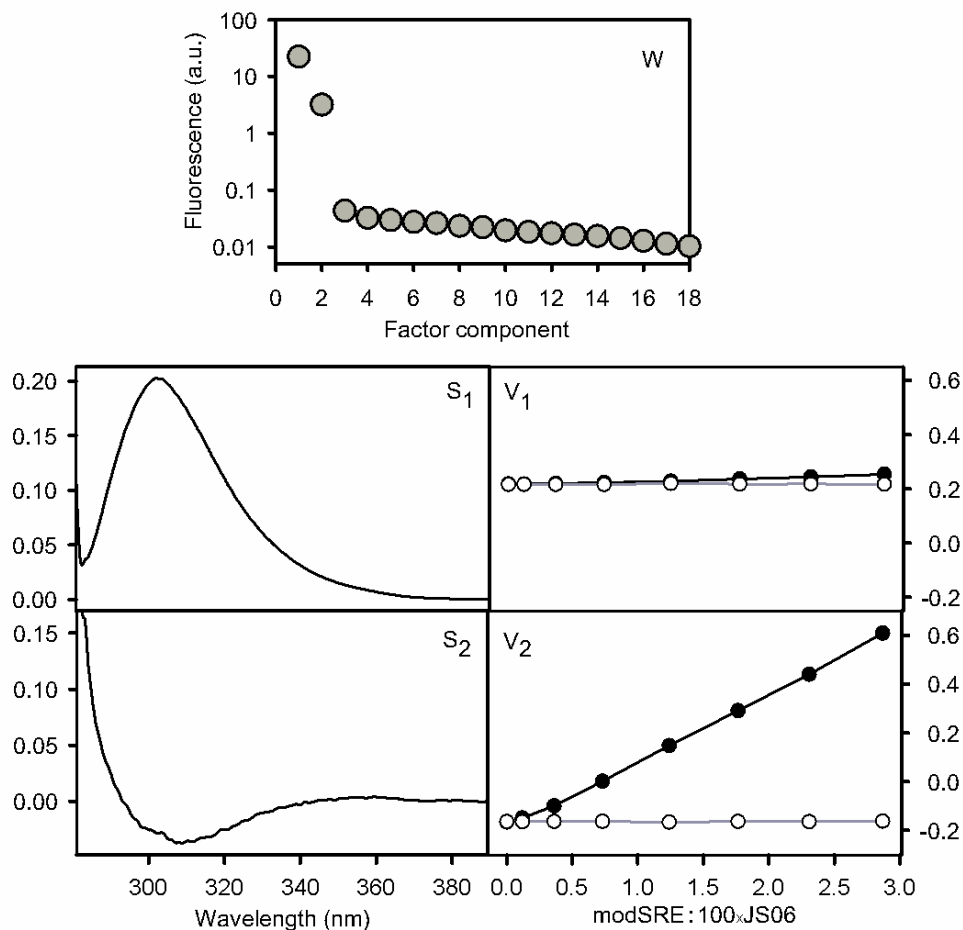 100
10
1
0.1
0.01
Fluorescence (a.u.)
W
0 2 4 6 8 10 12 14 16 18
Factor component
0.20
0.15
0.10
0.05
0.00
S1
V1
0.6
0.4
0.2
0.0
-0.2
0.15
0.10
0.05
0.00
S2
V2
0.6
0.4
0.2
0.0
-0.2
300 320 340 360 380
Wavelength (nm)
0.0 0.5 1.0 1.5 2.0 2.5 3.0
modSRE:100xJS06